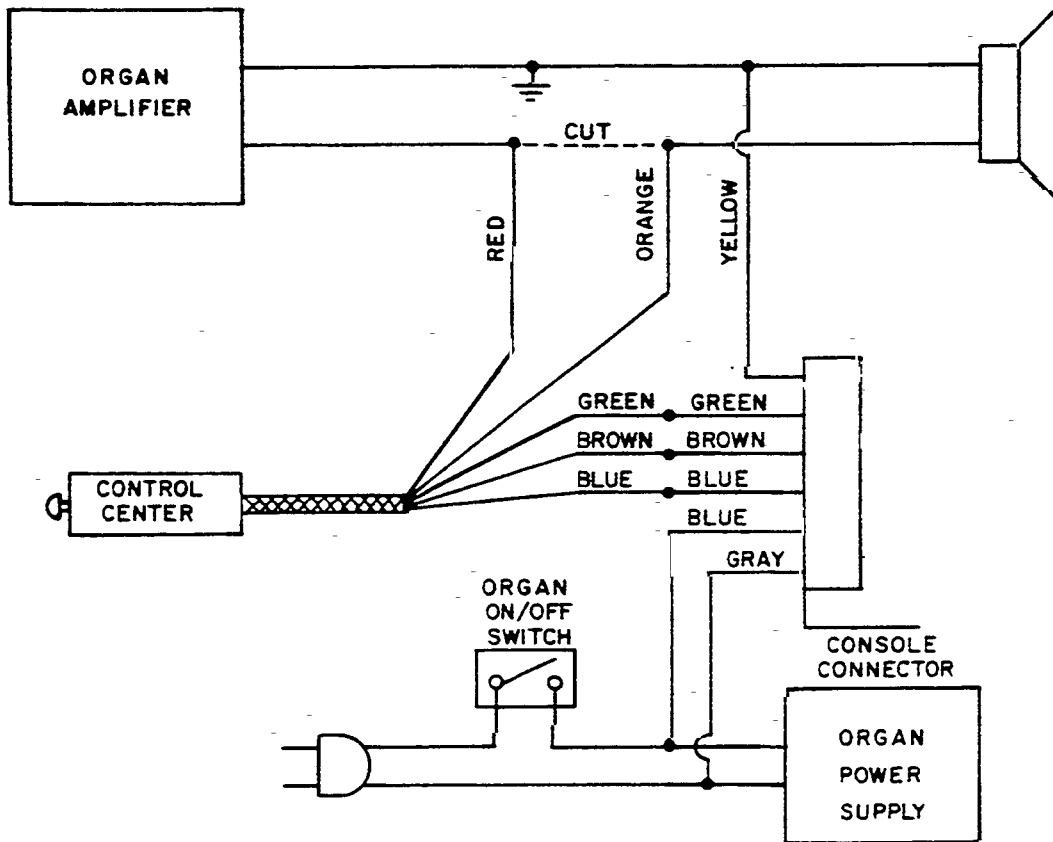 ORGAN
AMPLIFIER
CUT
RED
ORANGE
YELLOW
GREEN GREEN
BROWN BROWN
BLUE BLUE
BLUE
GRAY
CONTROL
CENTER
ORGAN
ON/OFF
SWITCH
CONSOLE
CONNECTOR
ORGAN
POWER
SUPPLY